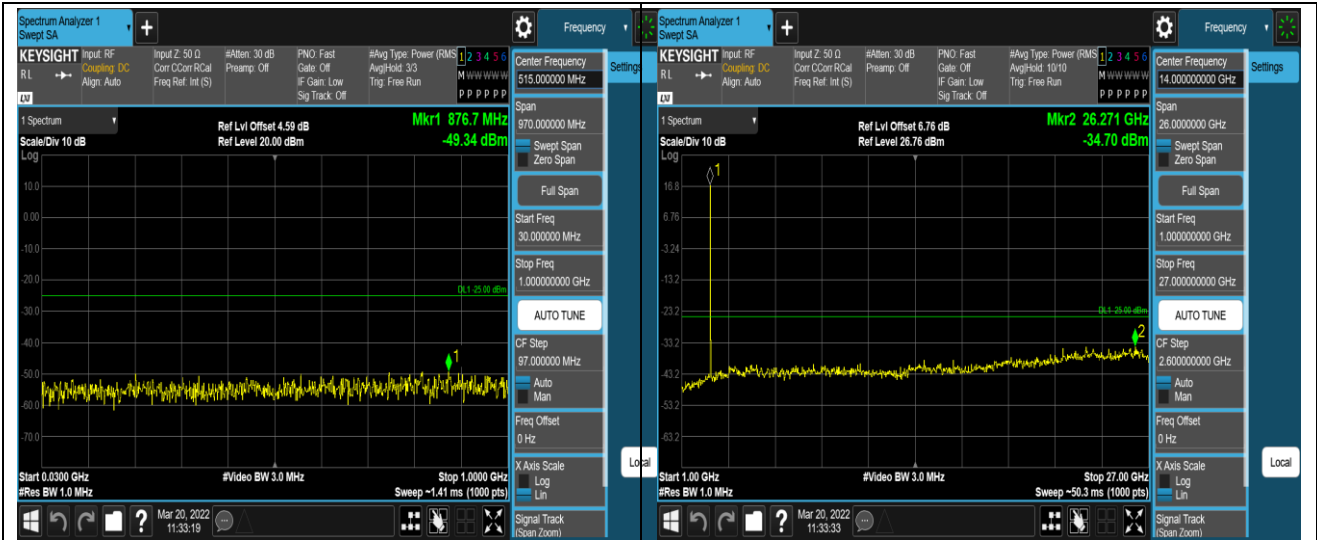 Spectrum Analyzer 1
Swept SA
+
Frequency
KEYSIGHT
RL
LXI
Input: RF
Coupling: DC
Align: Auto
Input Z: 50 Ω
Corr CCorr RCal
Freq Ref: Int (S)
#Atten: 30 dB
Preamp: Off
PNO: Fast
Gate: Off
IF Gain: Low
Sig Track: Off
#Avg Type: Power (RMS
Avg|Hold: 3/3
Trig: Free Run
1 2 3 4 5 6
M W W W W W
P P P P P P
Center Frequency
515.000000 MHz
Settings
Span
970.000000 MHz
Swept Span
Zero Span
Full Span
Start Freq
30.000000 MHz
Stop Freq
1.000000000 GHz
AUTO TUNE
CF Step
97.000000 MHz
Auto
Man
Freq Offset
0 Hz
X Axis Scale
Log
Lin
Signal Track
(Span Zoom)
Local
1 Spectrum
Scale/Div 10 dB
Log
Ref Lvl Offset 4.59 dB
Ref Level 20.00 dBm
Mkr1 876.7 MHz
-49.34 dBm
10.0
0.00
-10.0
-20.0
DL1 -25.00 dBm
-30.0
-40.0
1
-50.0
-60.0
-70.0
Start 0.0300 GHz
#Res BW 1.0 MHz
#Video BW 3.0 MHz
Stop 1.0000 GHz
Sweep ~1.41 ms (1000 pts)
?
Mar 20, 2022
11:33:19
Spectrum Analyzer 1
Swept SA
+
Frequency
KEYSIGHT
RL
LXI
Input: RF
Coupling: DC
Align: Auto
Input Z: 50 Ω
Corr CCorr RCal
Freq Ref: Int (S)
#Atten: 30 dB
Preamp: Off
PNO: Fast
Gate: Off
IF Gain: Low
Sig Track: Off
#Avg Type: Power (RMS
Avg|Hold: 10/10
Trig: Free Run
1 2 3 4 5 6
M W W W W W
P P P P P P
Center Frequency
14.000000000 GHz
Settings
Span
26.0000000 GHz
Swept Span
Zero Span
Full Span
Start Freq
1.000000000 GHz
Stop Freq
27.000000000 GHz
AUTO TUNE
CF Step
2.600000000 GHz
Auto
Man
Freq Offset
0 Hz
X Axis Scale
Log
Lin
Signal Track
(Span Zoom)
Local
1 Spectrum
Scale/Div 10 dB
Log
Ref Lvl Offset 6.76 dB
Ref Level 26.76 dBm
Mkr2 26.271 GHz
-34.70 dBm
1
16.8
6.76
-3.24
-13.2
-23.2
DL1 -25.00 dBm
2
-33.2
-43.2
-53.2
-63.2
Start 1.00 GHz
#Res BW 1.0 MHz
#Video BW 3.0 MHz
Stop 27.00 GHz
Sweep ~50.3 ms (1000 pts)
?
Mar 20, 2022
11:33:33